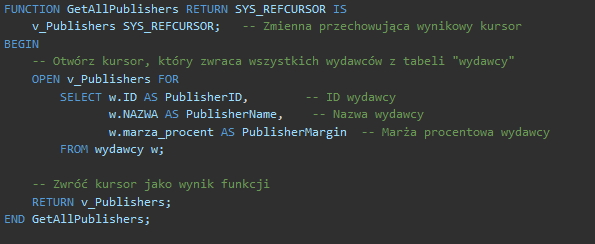 FUNCTION GetAllPublishers RETURN SYS_REFCURSOR IS
    v_Publishers SYS_REFCURSOR;   -- Zmienna przechowująca wynikowy kursor
BEGIN
    -- Otwórz kursor, który zwraca wszystkich wydawców z tabeli "wydawcy"
    OPEN v_Publishers FOR
        SELECT w.ID AS PublisherID,        -- ID wydawcy
               w.NAZWA AS PublisherName,    -- Nazwa wydawcy
               w.marza_procent AS PublisherMargin  -- Marża procentowa wydawcy
        FROM wydawcy w;

    -- Zwróć kursor jako wynik funkcji
    RETURN v_Publishers;
END GetAllPublishers;